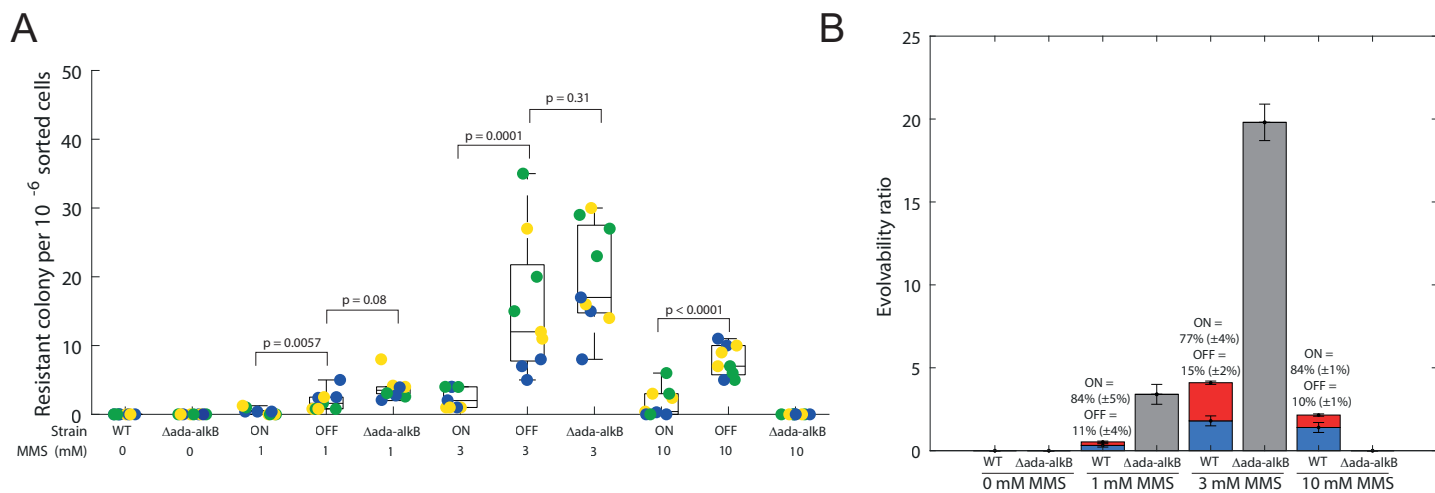 A
B
Resistant colony per 10 -6 sorted cells
50
40
30
20
10
0
p = 0.31
p = 0.0001
p = 0.08
p = 0.0057
p < 0.0001
Strain WT Δada-alkB ON OFF Δada-alkB ON OFF Δada-alkB ON OFF Δada-alkB
MMS (mM) 0 0 1 1 1 3 3 3 10 10 10
Evolvability ratio
25
20
15
10
5
0
ON =
84% (±5%)
OFF =
11% (±4%)
ON =
77% (±4%)
OFF =
15% (±2%)
ON =
84% (±1%)
OFF =
10% (±1%)
WT Δada-alkB WT Δada-alkB WT Δada-alkB WT Δada-alkB
0 mM MMS 1 mM MMS 3 mM MMS 10 mM MMS